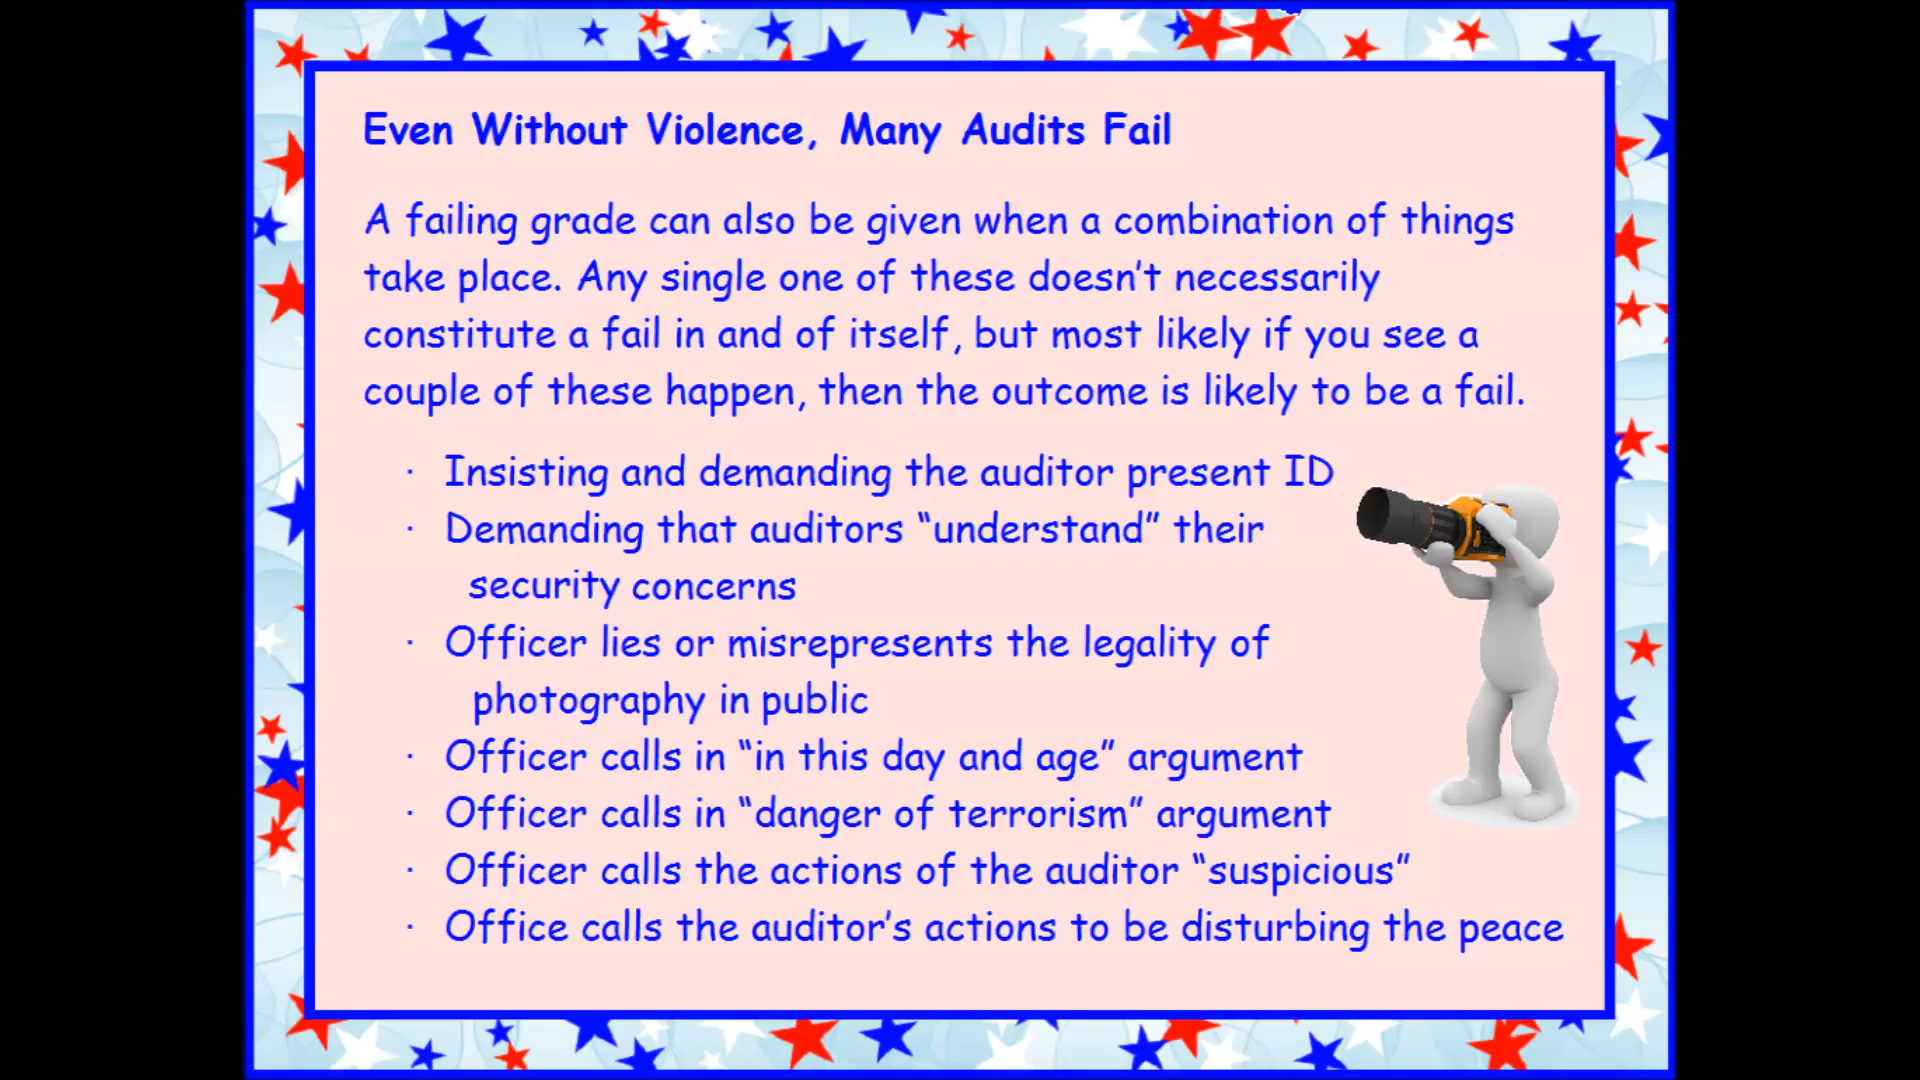 Even Without Violence, Many Audits Fail
A failing grade can also be given when a combination of things
take place. Any single one of these doesn't necessarily
constitute a fail in and of itself, but most likely if you see a
couple of these happen, then the outcome is likely to be a fail.
· Insisting and demanding the auditor present ID
· Demanding that auditors “understand” their
security concerns
· Officer lies or misrepresents the legality of
photography in public
· Officer calls in “in this day and age” argument
· Officer calls in “danger of terrorism” argument
· Officer calls the actions of the auditor “suspicious”
· Office calls the auditor's actions to be disturbing the peace